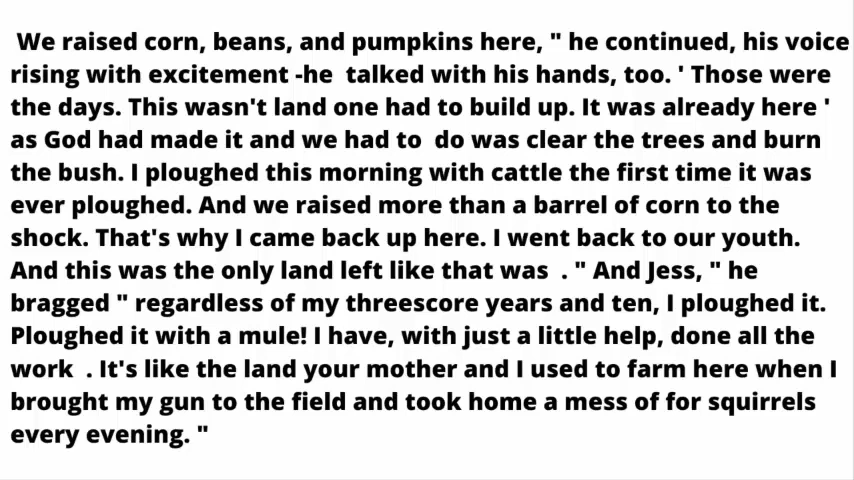 We raised corn, beans, and pumpkins here, " he continued, his voice
rising with excitement -he talked with his hands, too. ' Those were
the days. This wasn't land one had to build up. It was already here '
as God had made it and we had to do was clear the trees and burn
the bush. I ploughed this morning with cattle the first time it was
ever ploughed. And we raised more than a barrel of corn to the
shock. That's why I came back up here. I went back to our youth.
And this was the only land left like that was . " And Jess, " he
bragged " regardless of my threescore years and ten, I ploughed it.
Ploughed it with a mule! I have, with just a little help, done all the
work . It's like the land your mother and I used to farm here when I
brought my gun to the field and took home a mess of for squirrels
every evening. "